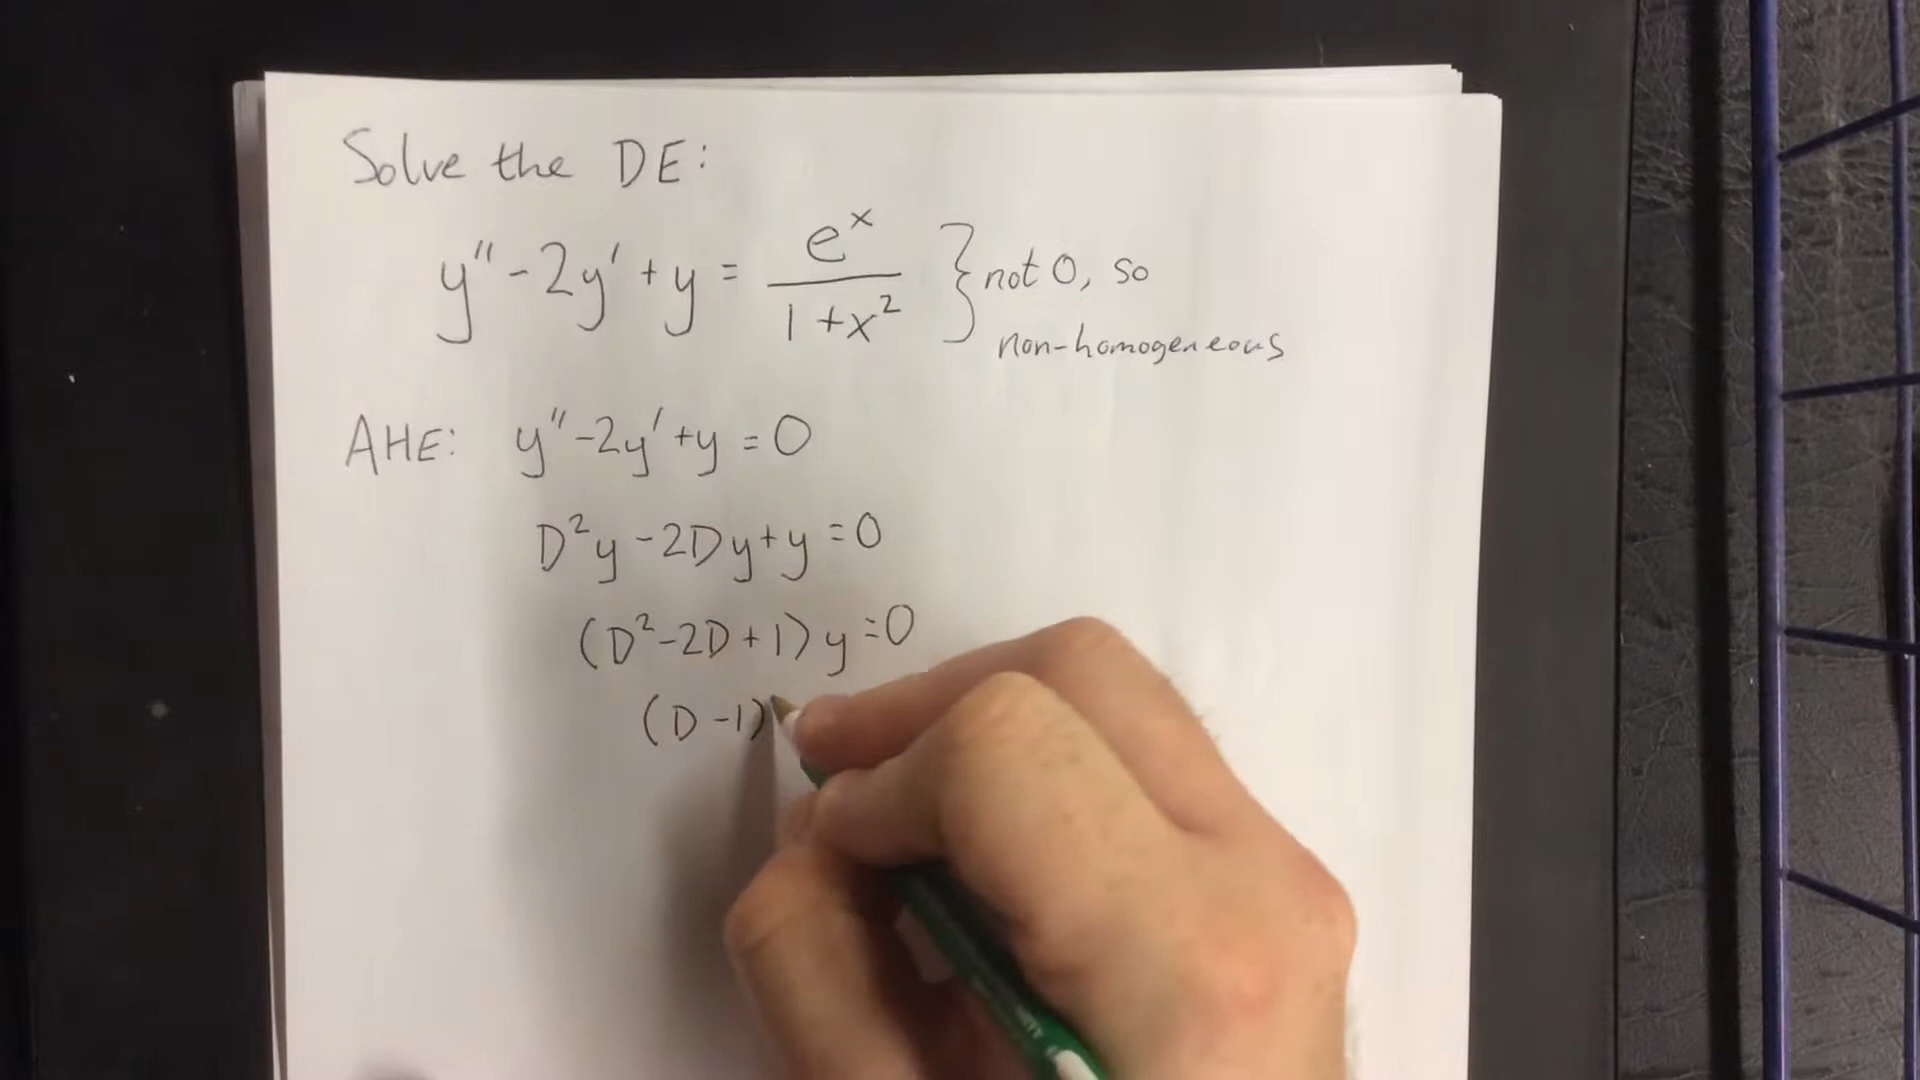 Solve the DE:
y'' - 2y' + y = e^x / (1 + x^2) } not 0, so
non-homogeneous
AHE: y'' - 2y' + y = 0
D^2y - 2Dy + y = 0
(D^2 - 2D + 1) y = 0
(D - 1)